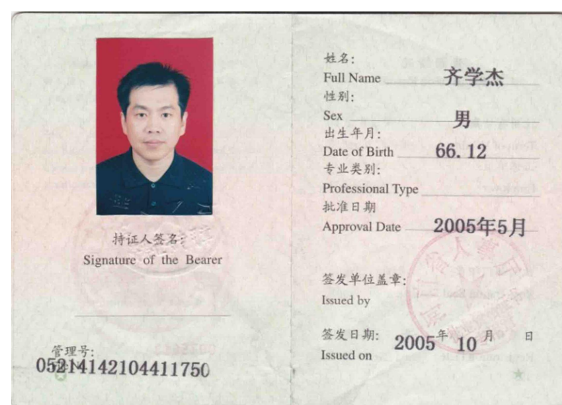 持证人签名:
Signature of the Bearer
管理号:
05214142104411750
姓名:
Full Name 齐学杰
性别:
Sex 男
出生年月:
Date of Birth 66.12
专业类别:
Professional Type
批准日期
Approval Date 2005年5月
签发单位盖章:
Issued by
签发日期: 2005年 10 月 日
Issued on